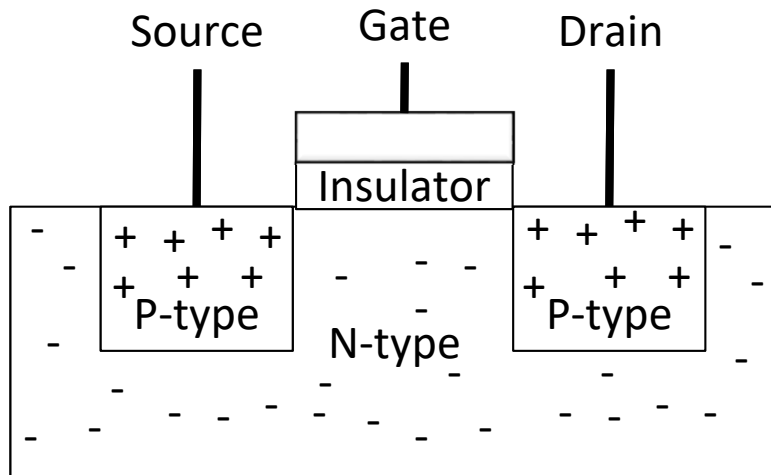 Source
Gate
Drain
Insulator
P-type
P-type
N-type